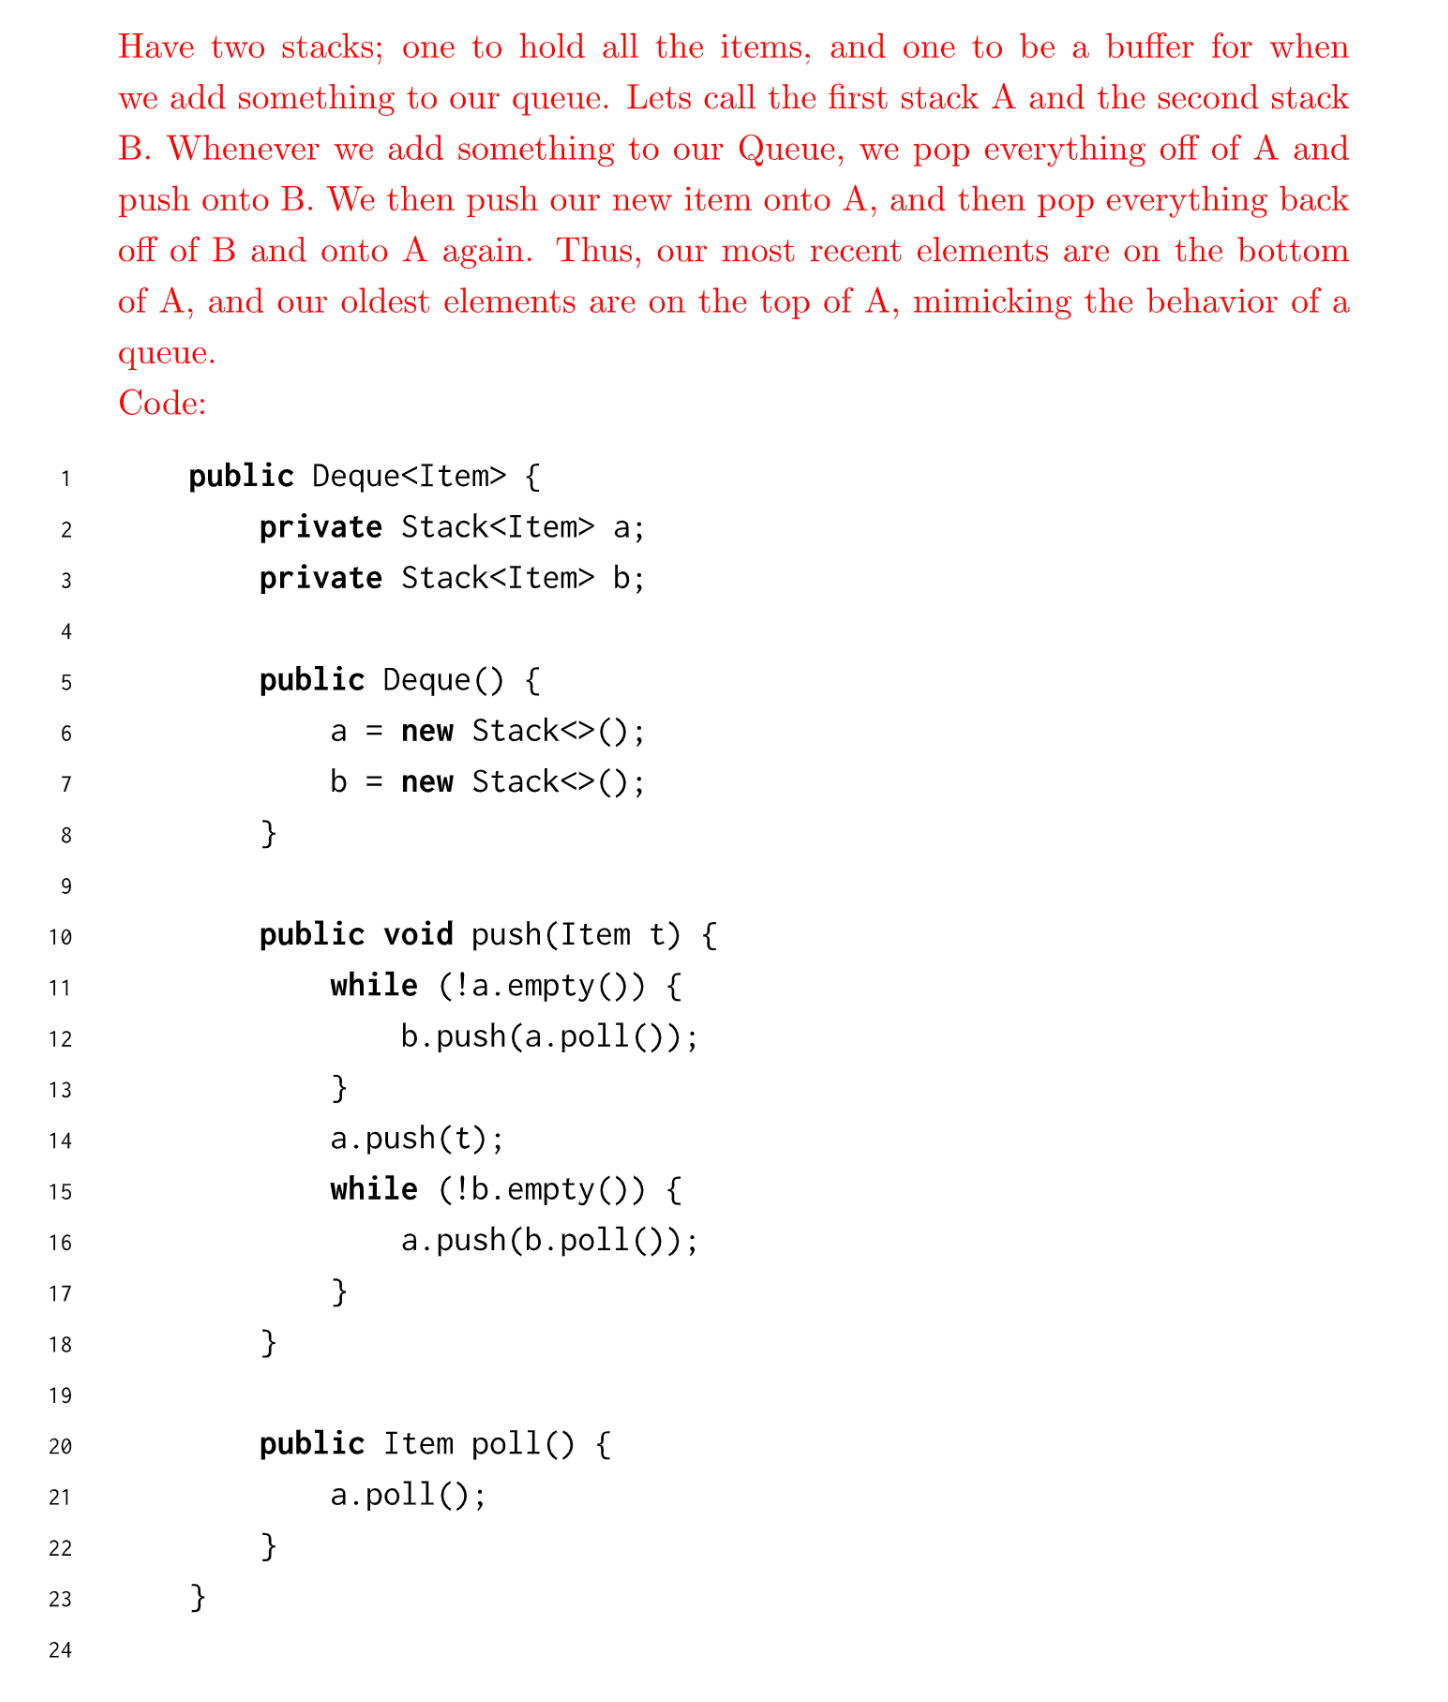 Have two stacks; one to hold all the items, and one to be a buffer for when
we add something to our queue. Lets call the first stack A and the second stack
B. Whenever we add something to our Queue, we pop everything off of A and
push onto B. We then push our new item onto A, and then pop everything back
off of B and onto A again. Thus, our most recent elements are on the bottom
of A, and our oldest elements are on the top of A, mimicking the behavior of a
queue.
Code:
1 public Deque<Item> {
2 private Stack<Item> a;
3 private Stack<Item> b;
4
5 public Deque() {
6 a = new Stack<>();
7 b = new Stack<>();
8 }
9
10 public void push(Item t) {
11 while (!a.empty()) {
12 b.push(a.poll());
13 }
14 a.push(t);
15 while (!b.empty()) {
16 a.push(b.poll());
17 }
18 }
19
20 public Item poll() {
21 a.poll();
22 }
23 }
24